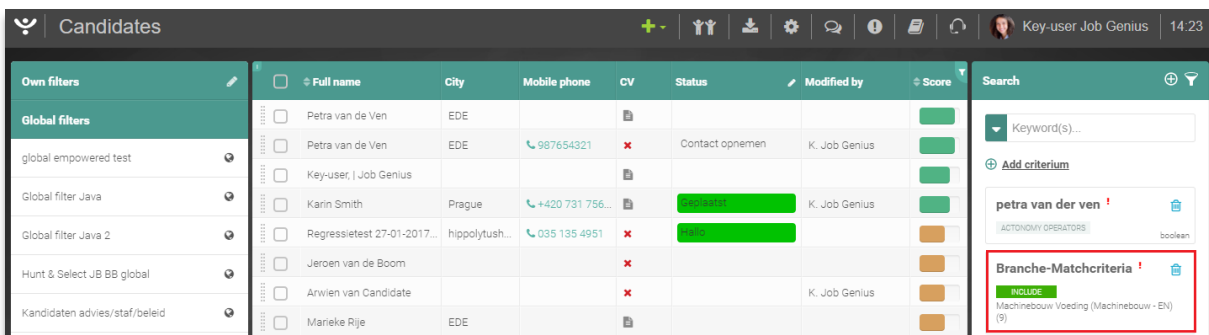 Candidates
Key-user Job Genius 14:23
Own filters
Global filters
global empowered test
Global filter Java
Global filter Java 2
Hunt & Select JB BB global
Kandidaten advies/staf/beleid
Full name City Mobile phone CV Status Modified by Score
Petra van de Ven EDE
Petra van de Ven EDE 987654321 Contact opnemen K. Job Genius
Key-user, | Job Genius
Karin Smith Prague +420 731 756... Geplaatst K. Job Genius
Regressietest 27-01-2017... hippolytush... 035 135 4951 Hallo
Jeroen van de Boom
Arwien van Candidate K. Job Genius
Marieke Rije EDE
Search
Keyword(s)...
Add criterium
petra van der ven !
ACTONOMY OPERATORS
boolean
Branche-Matchcriteria !
INCLUDE
Machinebouw Voeding (Machinebouw - EN)
(9)